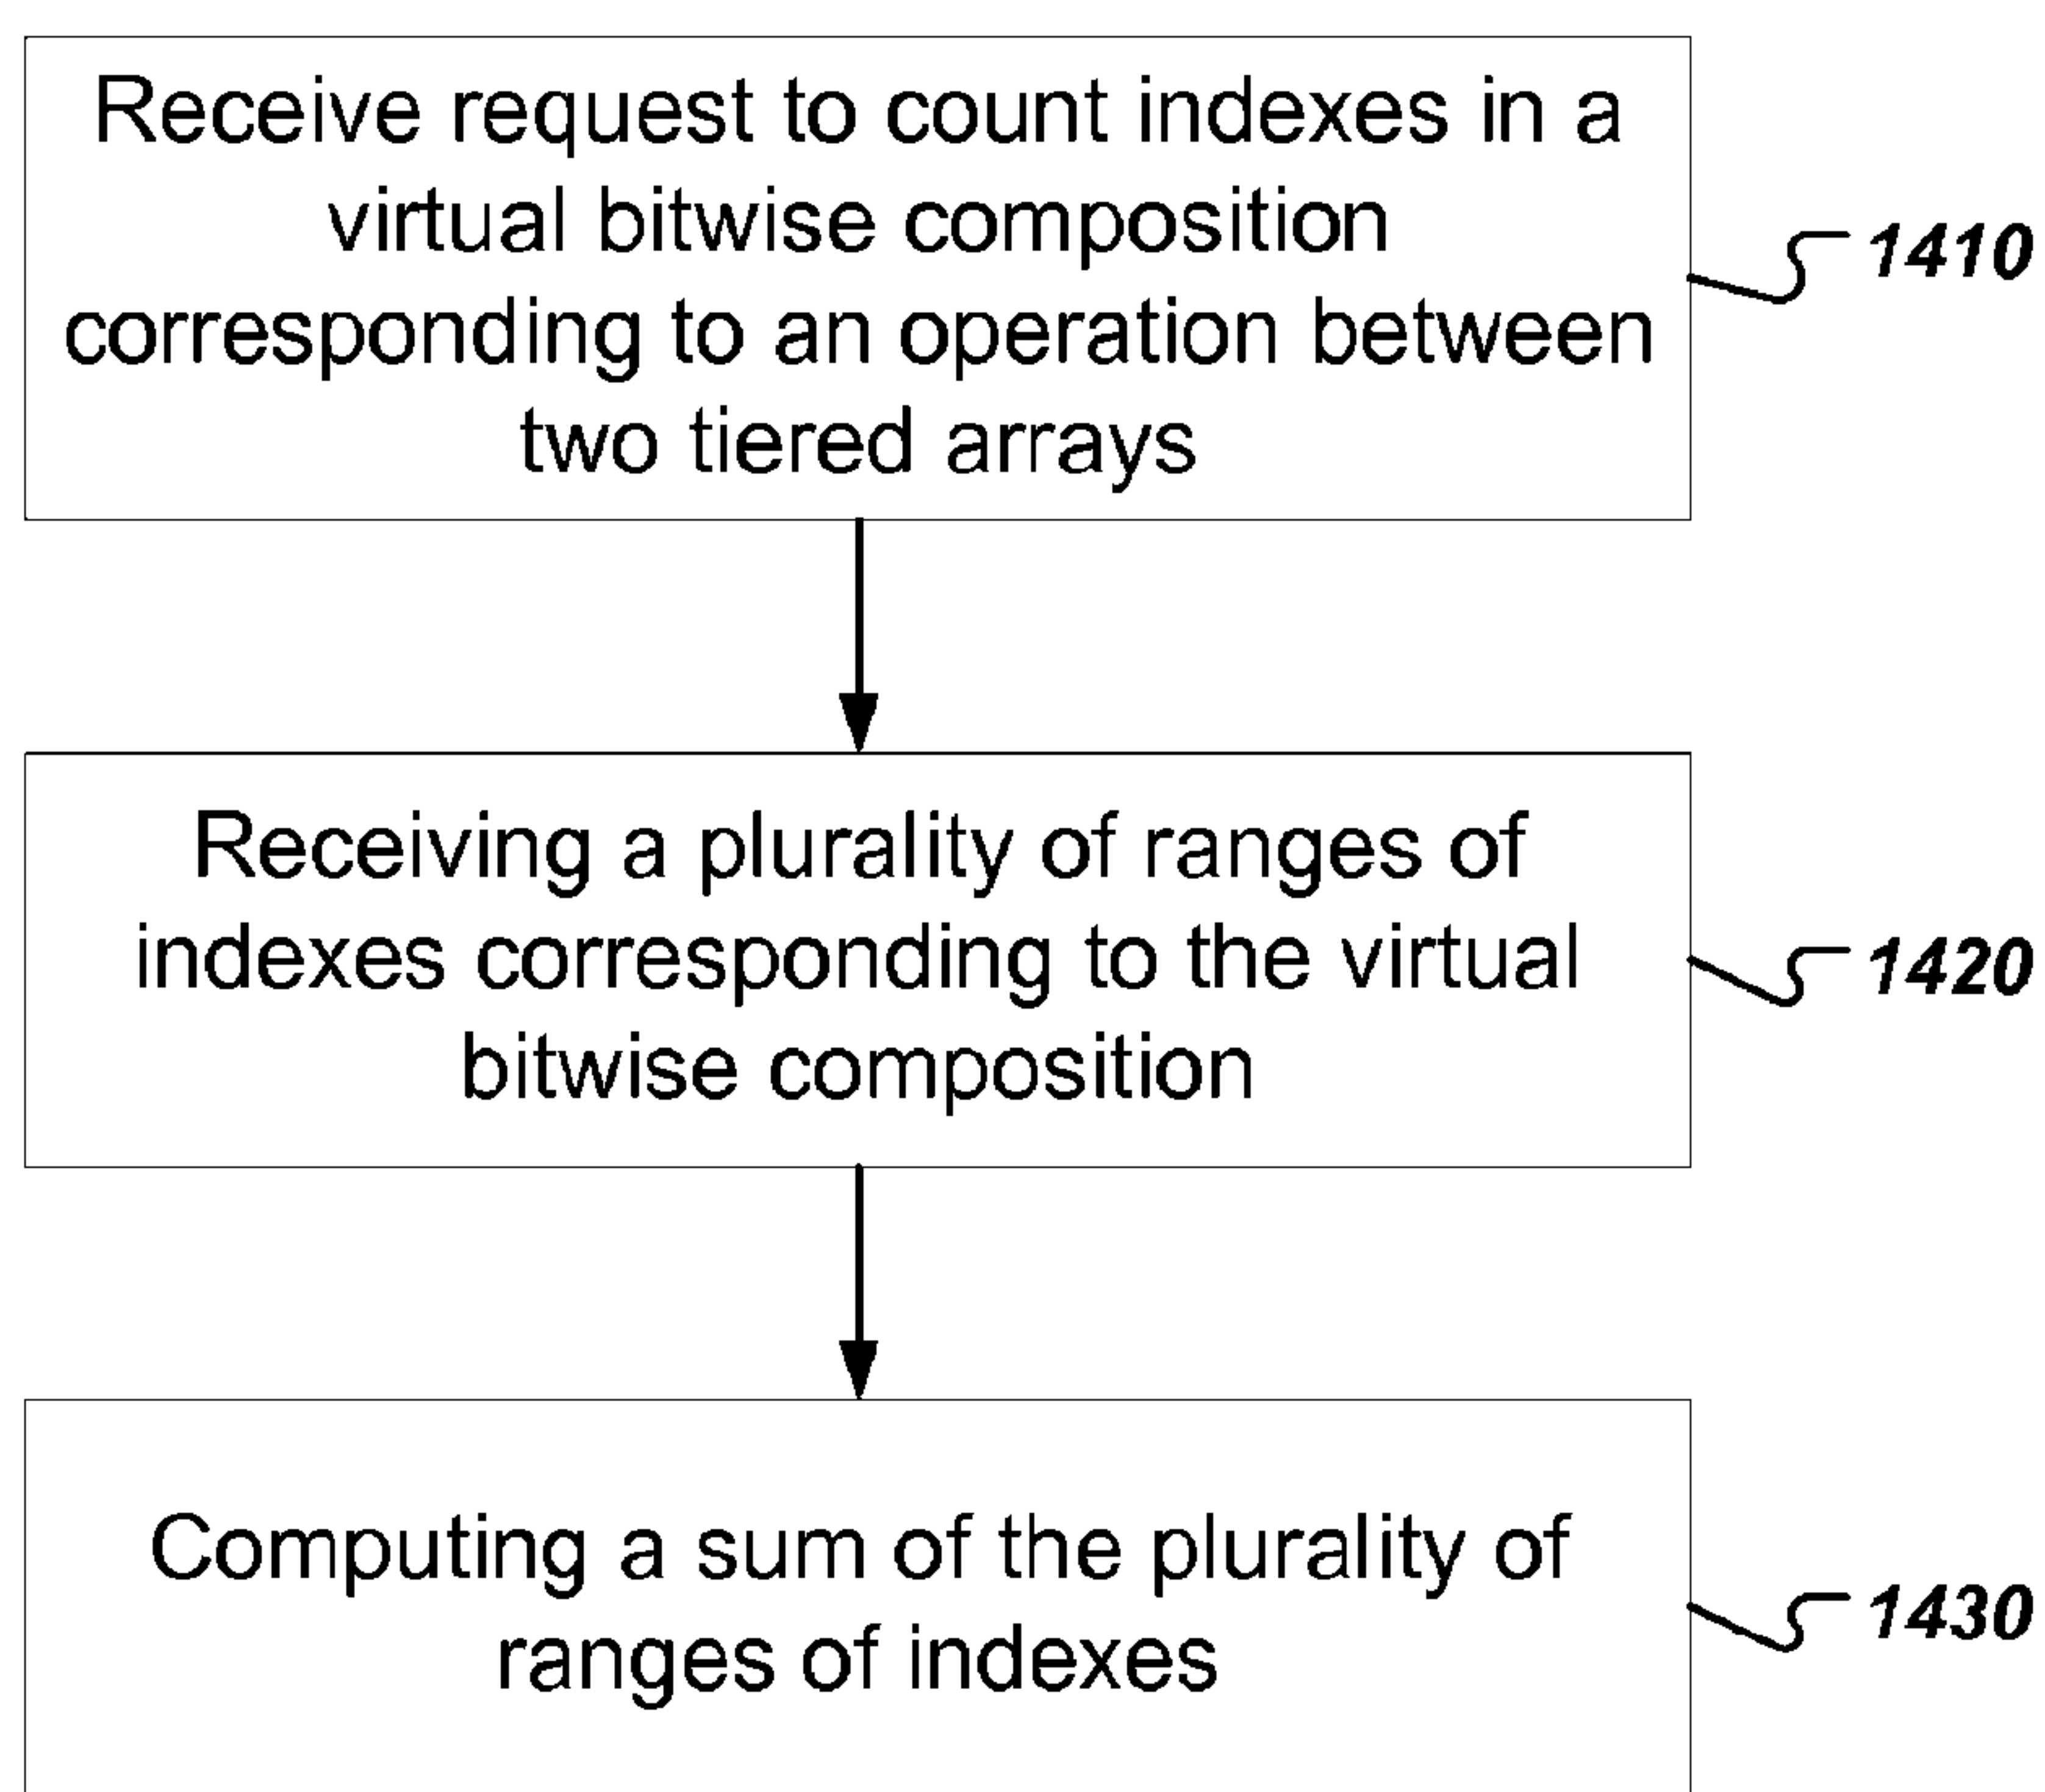 Receive request to count indexes in a
virtual bitwise composition
corresponding to an operation between
two tiered arrays
1410
Receiving a plurality of ranges of
indexes corresponding to the virtual
bitwise composition
1420
Computing a sum of the plurality of
ranges of indexes
1430